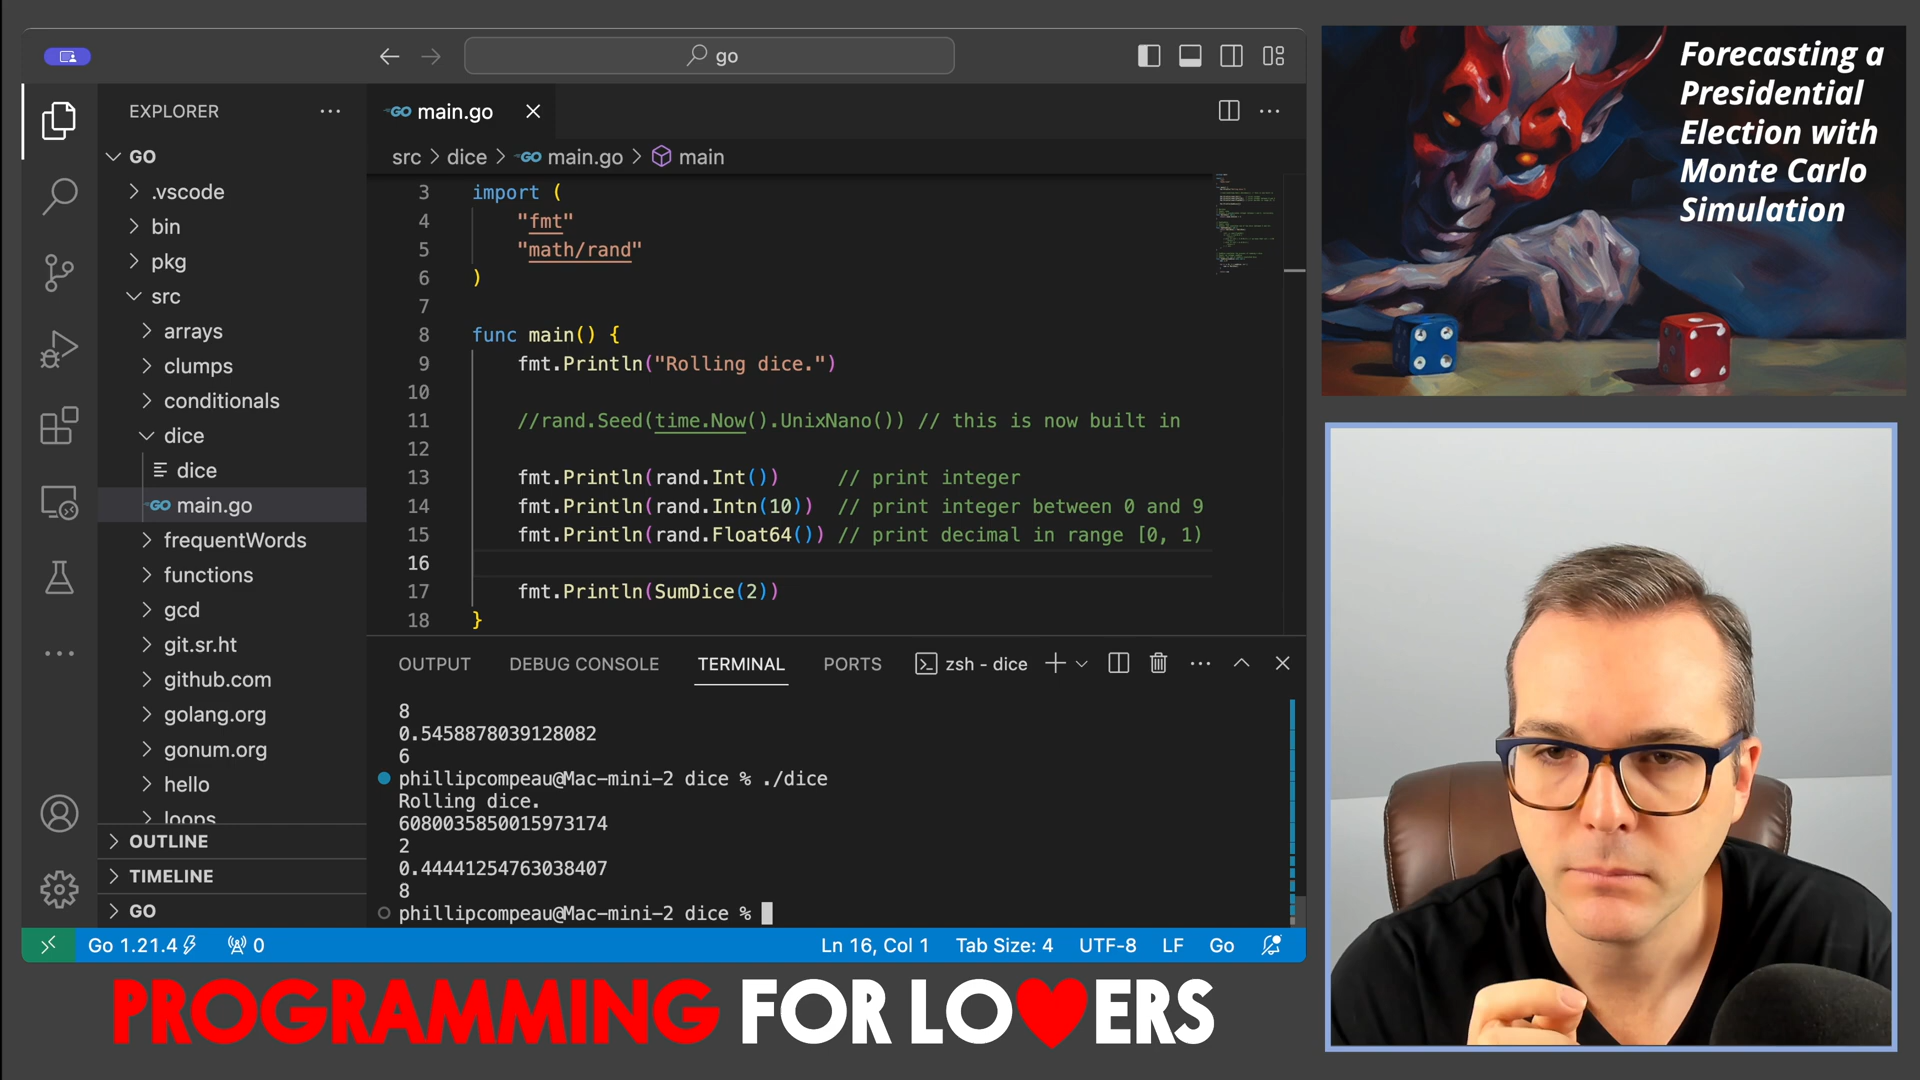 go
EXPLORER
GO
.vscode
bin
pkg
src
arrays
clumps
conditionals
dice
dice
GO main.go
frequentWords
functions
gcd
git.sr.ht
github.com
golang.org
gonum.org
hello
loops
OUTLINE
TIMELINE
GO
GO main.go
src > dice > GO main.go > main
3 import (
4 "fmt"
5 "math/rand"
6 )
7
8 func main() {
9 fmt.Println("Rolling dice.")
10
11 //rand.Seed(time.Now().UnixNano()) // this is now built in
12
13 fmt.Println(rand.Int()) // print integer
14 fmt.Println(rand.Intn(10)) // print integer between 0 and 9
15 fmt.Println(rand.Float64()) // print decimal in range [0, 1)
16
17 fmt.Println(SumDice(2))
18 }
OUTPUT DEBUG CONSOLE TERMINAL PORTS zsh - dice
8
0.5458878039128082
6
phillipcompeau@Mac-mini-2 dice % ./dice
Rolling dice.
6080035850015973174
2
0.44441254763038407
8
phillipcompeau@Mac-mini-2 dice %
Go 1.21.4 0 Ln 16, Col 1 Tab Size: 4 UTF-8 LF Go
Forecasting a
Presidential
Election with
Monte Carlo
Simulation
PROGRAMMING FOR LO❤ERS